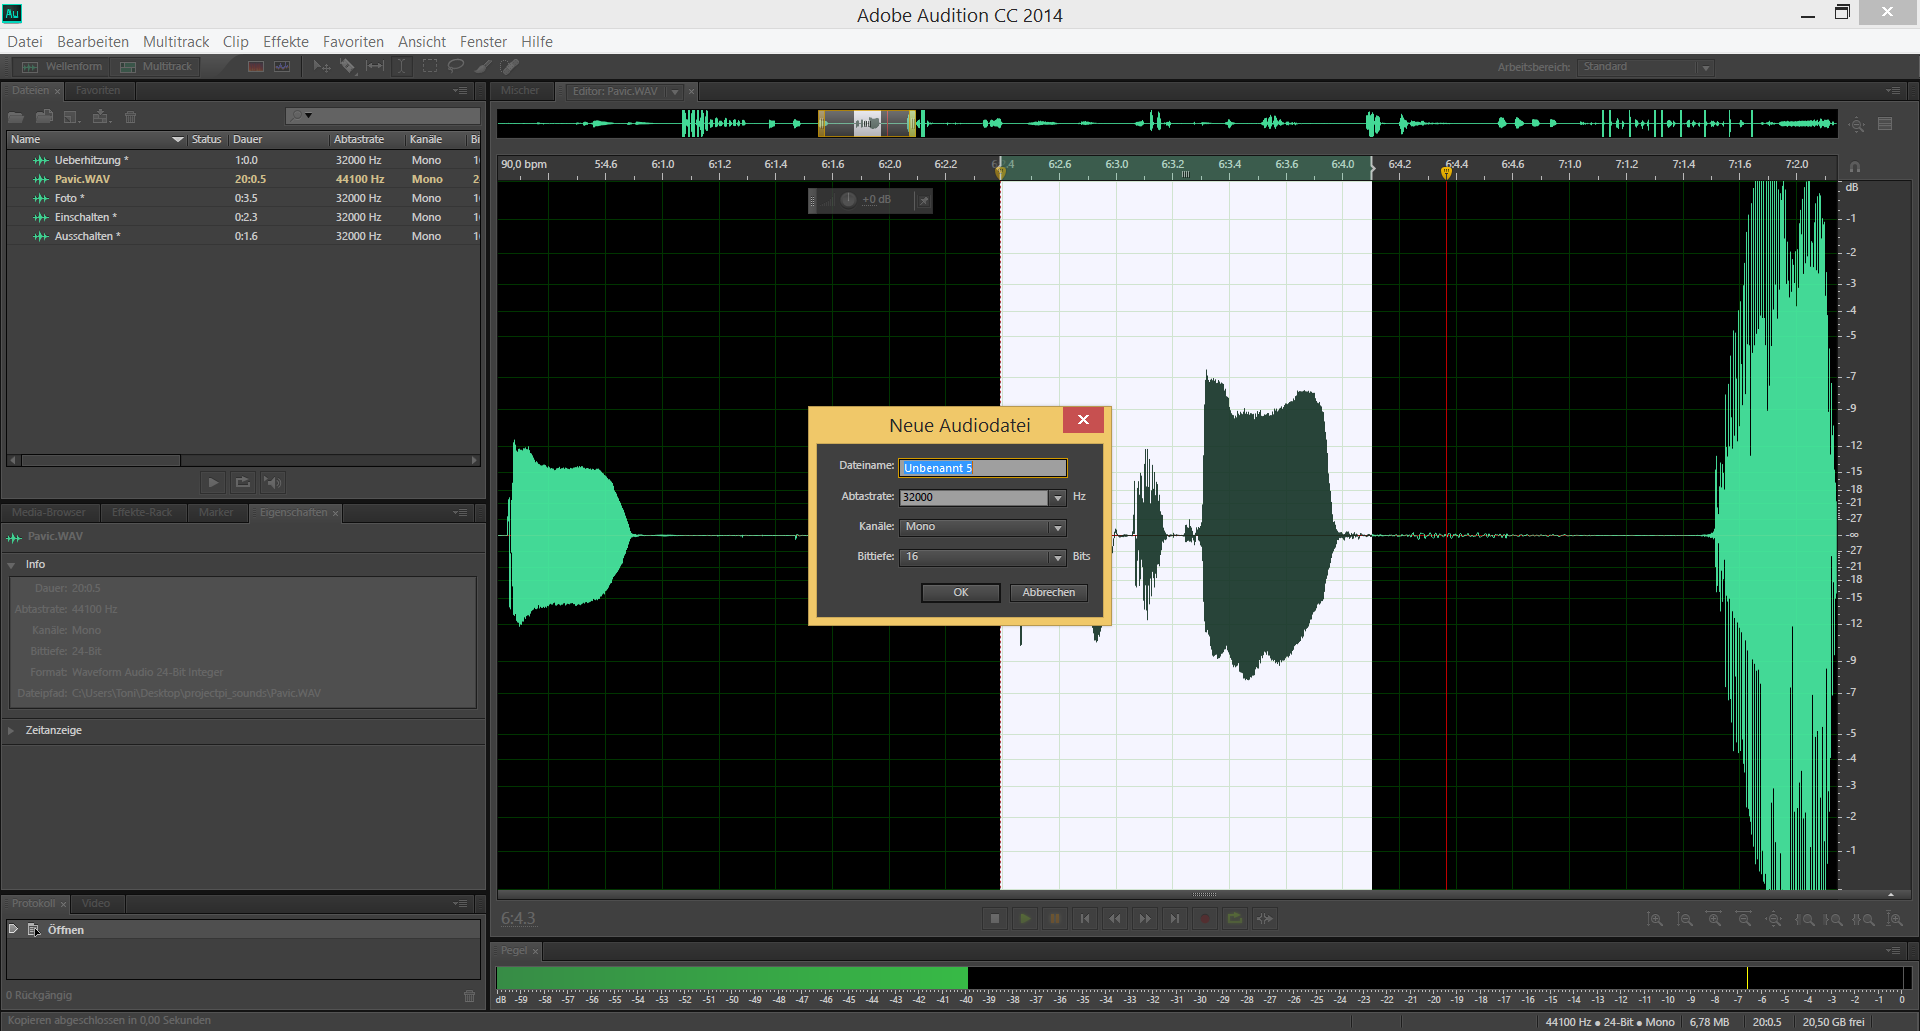 Au
Adobe Audition CC 2014
Datei Bearbeiten Multitrack Clip Effekte Favoriten Ansicht Fenster Hilfe
Wellenform Multitrack
Arbeitsbereich: Standard
Dateien Favoriten
Mischer Editor: Pavic.WAV
Name Status Dauer Abtastrate Kanäle Bi
Ueberhitzung * 1:0.0 32000 Hz Mono 1
Pavic.WAV 20:0.5 44100 Hz Mono 2
Foto * 0:3.5 32000 Hz Mono 1
Einschalten * 0:2.3 32000 Hz Mono 1
Ausschalten * 0:1.6 32000 Hz Mono 1
90,0 bpm 5:4.6 6:1.0 6:1.2 6:1.4 6:1.6 6:2.0 6:2.2 6:2.4 6:2.6 6:3.0 6:3.2 6:3.4 6:3.6 6:4.0 6:4.2 6:4.4 6:4.6 7:1.0 7:1.2 7:1.4 7:1.6 7:2.0
+0 dB
dB
-1
-2
-3
-4
-5
-7
-9
-12
-15
-18
-21
-27
-∞
-27
-21
-18
-15
-12
-9
-7
-5
-4
-3
-2
-1
Neue Audiodatei
Dateiname: Unbenannt 5
Abtastrate: 32000 Hz
Kanäle: Mono
Bittiefe: 16 Bits
OK Abbrechen
Media-Browser Effekte-Rack Marker Eigenschaften
Pavic.WAV
Info
Dauer: 20:0.5
Abtastrate: 44100 Hz
Kanäle: Mono
Bittiefe: 24-Bit
Format: Waveform Audio 24-Bit Integer
Dateipfad: C:\Users\Toni\Desktop\projectpi_sounds\Pavic.WAV
Zeitanzeige
Protokoll Video
Öffnen
0 Rückgängig
6:4.3
Pegel
dB -59 -58 -57 -56 -55 -54 -53 -52 -51 -50 -49 -48 -47 -46 -45 -44 -43 -42 -41 -40 -39 -38 -37 -36 -35 -34 -33 -32 -31 -30 -29 -28 -27 -26 -25 -24 -23 -22 -21 -20 -19 -18 -17 -16 -15 -14 -13 -12 -11 -10 -9 -8 -7 -6 -5 -4 -3 -2 -1 0
Kopieren abgeschlossen in 0,00 Sekunden
44100 Hz ● 24-Bit ● Mono 6,78 MB 20:0.5 20,50 GB frei